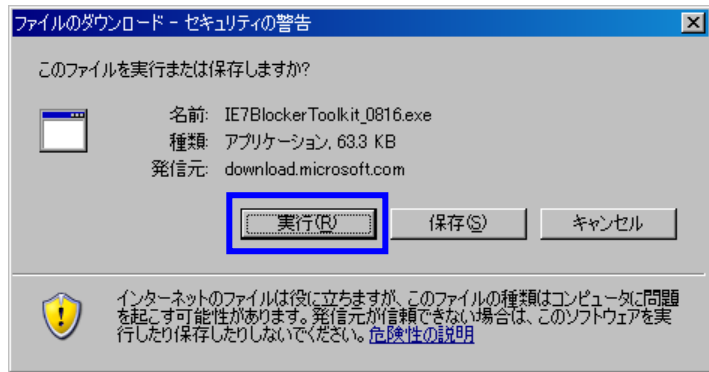 ファイルのダウンロード - セキュリティの警告
このファイルを実行または保存しますか?
名前: IE7BlockerToolkit_0816.exe
種類: アプリケーション, 63.3 KB
発信元: download.microsoft.com
実行(R) 保存(S) キャンセル
インターネットのファイルは役に立ちますが、このファイルの種類はコンピュータに問題
を起こす可能性があります。発信元が信頼できない場合は、このソフトウェアを実
行したり保存したりしないでください。危険性の説明